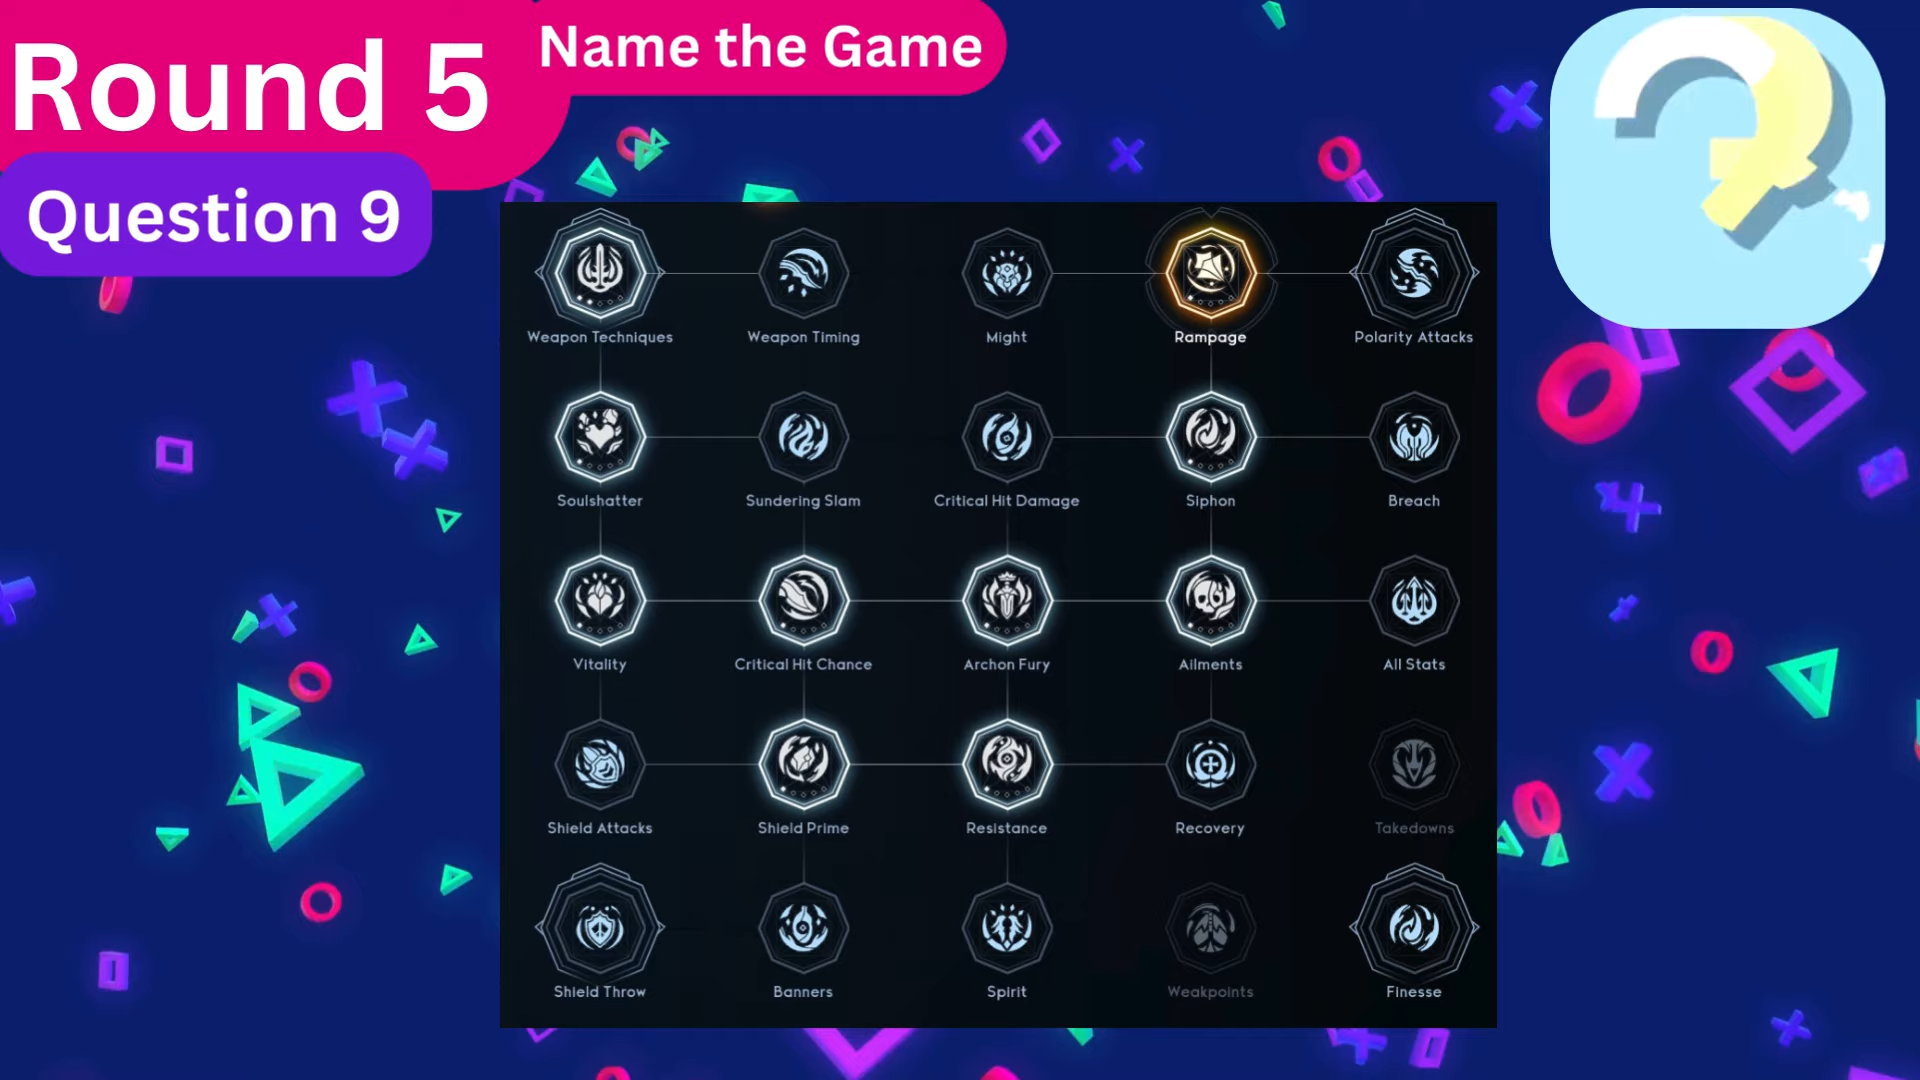 Round 5
Name the Game
Question 9
Weapon Techniques
Weapon Timing
Might
Rampage
Polarity Attacks
Soulshatter
Sundering Slam
Critical Hit Damage
Siphon
Breach
Vitality
Critical Hit Chance
Archon Fury
Ailments
All Stats
Shield Attacks
Shield Prime
Resistance
Recovery
Takedowns
Shield Throw
Banners
Spirit
Weakpoints
Finesse